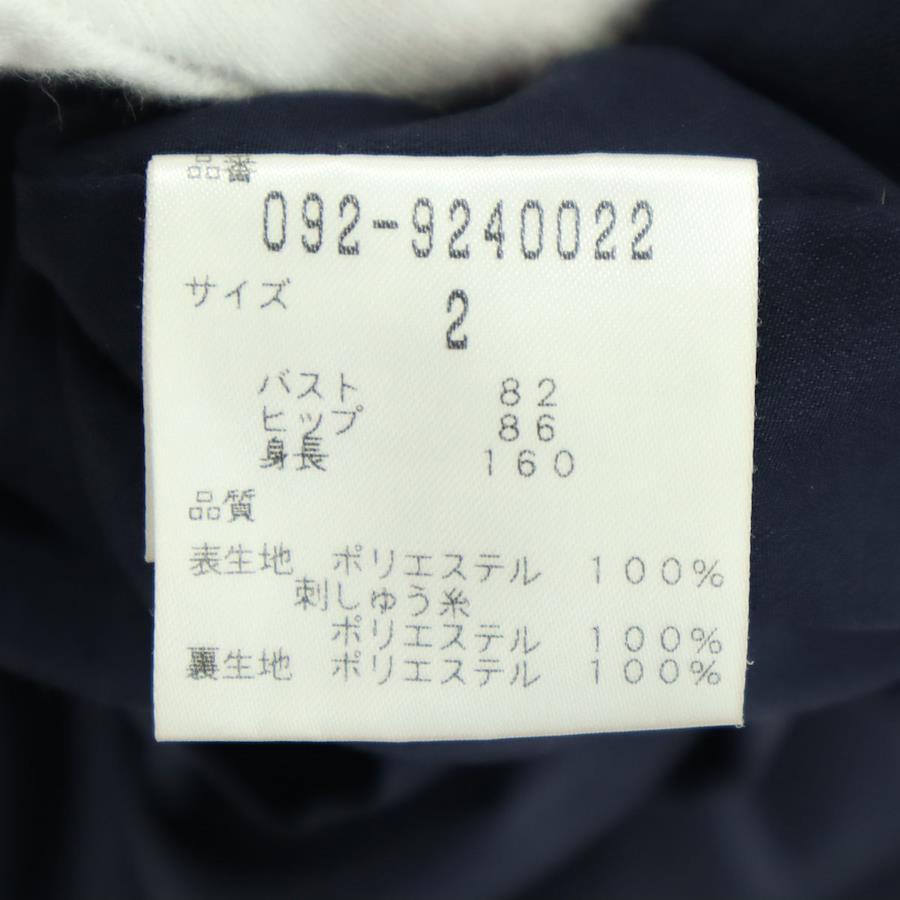 品番
092-9240022
サイズ
2
バスト 82
ヒップ 86
身長 160
品質
表生地 ポリエステル 100%
刺しゅう糸
ポリエステル 100%
裏生地 ポリエステル 100%